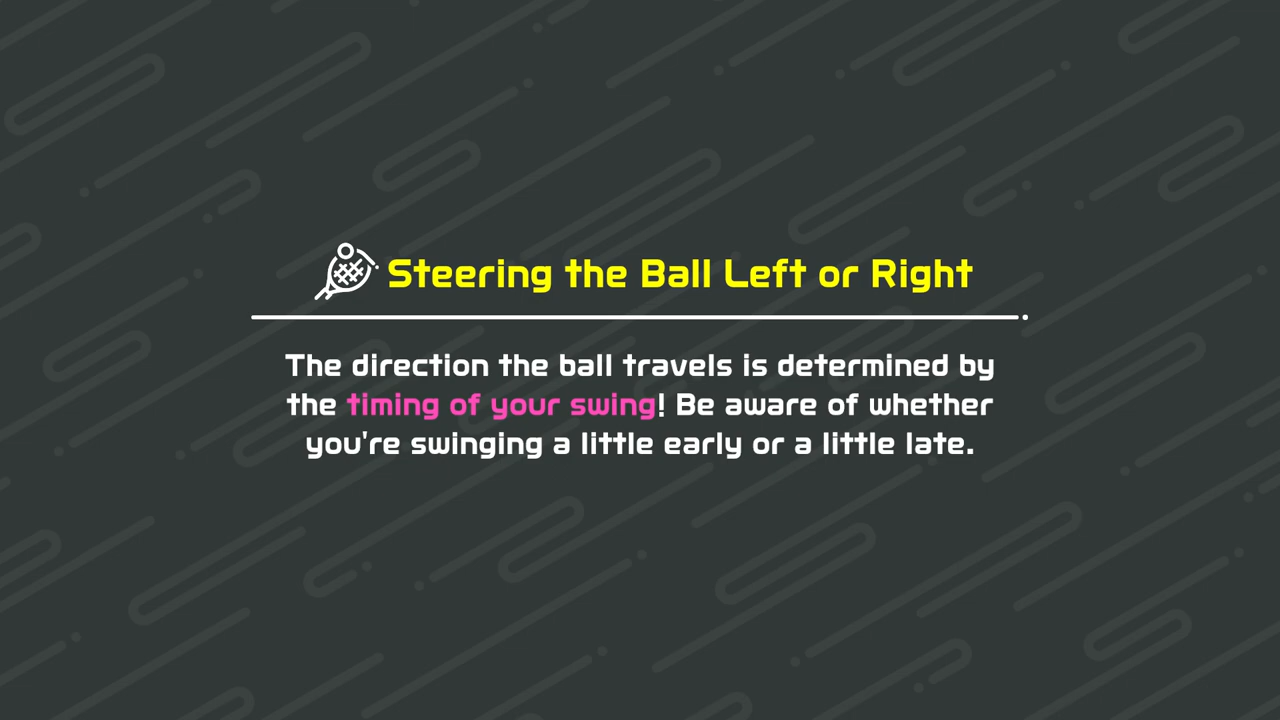 Steering the Ball Left or Right
The direction the ball travels is determined by
the timing of your swing! Be aware of whether
you're swinging a little early or a little late.